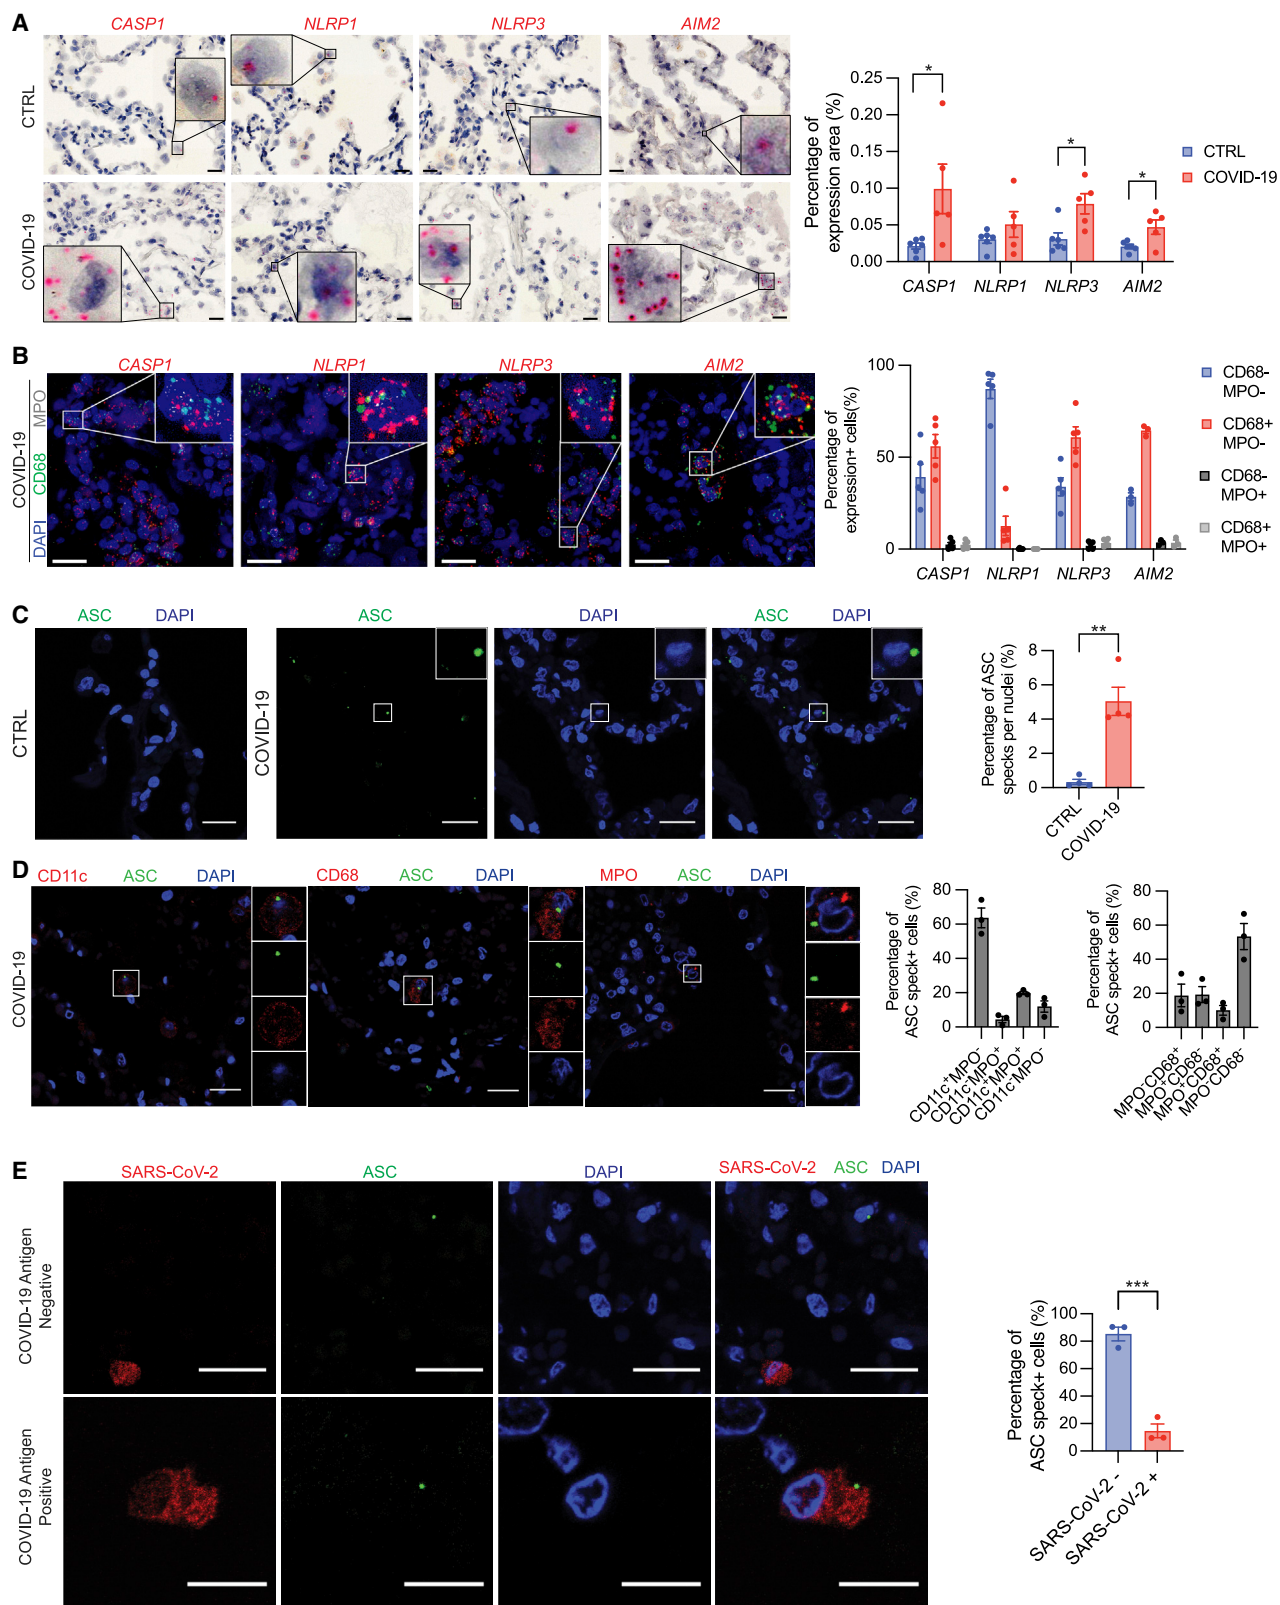 A
CASP1 NLRP1 NLRP3 AIM2
CTRL
COVID-19
Percentage of
expression area (%)
0.25
0.20
0.15
0.10
0.05
0.00
* * *
CASP1 NLRP1 NLRP3 AIM2
CTRL
COVID-19
B
CASP1 NLRP1 NLRP3 AIM2
COVID-19
DAPI CD68 MPO
Percentage of
expression+ cells(%)
100
50
0
CASP1 NLRP1 NLRP3 AIM2
CD68-
MPO-
CD68+
MPO-
CD68-
MPO+
CD68+
MPO+
C
ASC DAPI
CTRL
COVID-19
ASC
DAPI
ASC DAPI
Percentage of ASC
specks per nuclei (%)
8
6
4
2
0
**
CTRL
COVID-19
D
CD11c ASC DAPI
CD68 ASC DAPI
MPO ASC DAPI
COVID-19
Percentage of
ASC speck+ cells (%)
80
60
40
20
0
CD11c+MPO-
CD11c-MPO+
CD11c+MPO+
CD11c-MPO-
Percentage of
ASC speck+ cells (%)
80
60
40
20
0
MPO-CD68+
MPO+CD68-
MPO+CD68+
MPO-CD68-
E
SARS-CoV-2
ASC
DAPI
SARS-CoV-2 ASC DAPI
COVID-19 Antigen
Negative
COVID-19 Antigen
Positive
Percentage of
ASC speck+ cells (%)
100
80
60
40
20
0
***
SARS-CoV-2 -
SARS-CoV-2 +